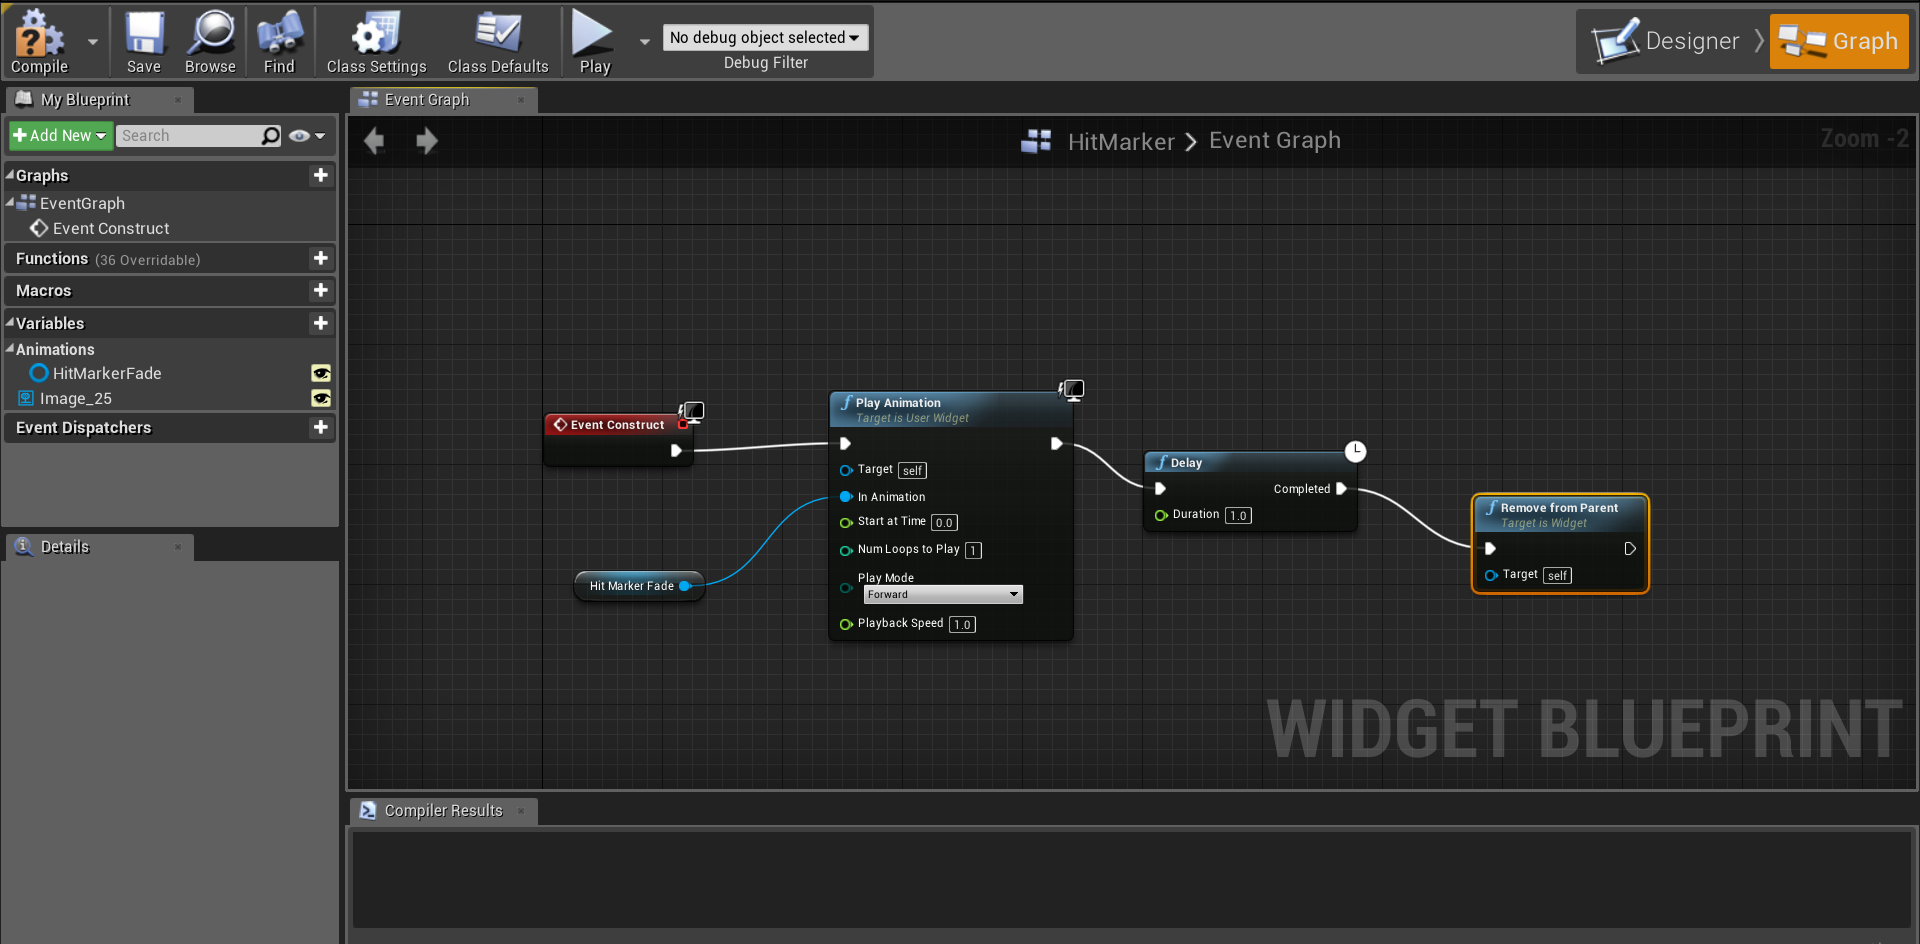 Compile
Save
Browse
Find
Class Settings
Class Defaults
Play
No debug object selected
Debug Filter
Designer
Graph
My Blueprint
Event Graph
Add New
Search
HitMarker > Event Graph
Zoom -2
Graphs
EventGraph
Event Construct
Functions (36 Overridable)
Macros
Variables
Animations
HitMarkerFade
Image_25
Event Dispatchers
Details
Event Construct
Hit Marker Fade
Play Animation
Target is User Widget
Target self
In Animation
Start at Time 0.0
Num Loops to Play 1
Play Mode
Forward
Playback Speed 1.0
Delay
Completed
Duration 1.0
Remove from Parent
Target is Widget
Target self
WIDGET BLUEPRINT
Compiler Results